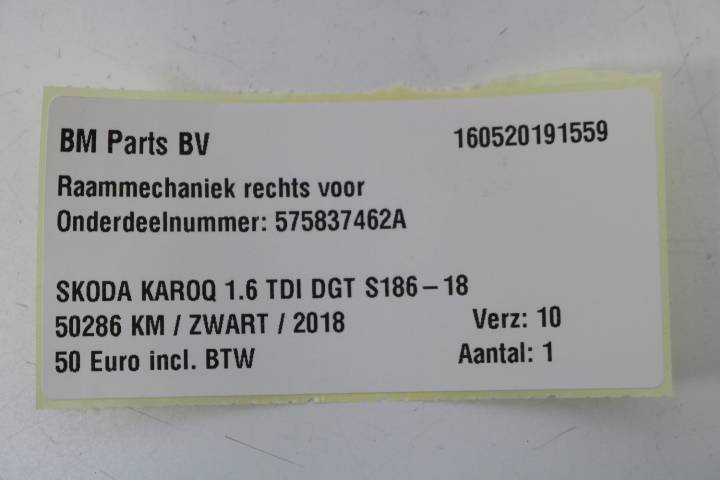 BM Parts BV 160520191559
Raammechaniek rechts voor
Onderdeelnummer: 575837462A
SKODA KAROQ 1.6 TDI DGT S186-18
50286 KM / ZWART / 2018 Verz: 10
50 Euro incl. BTW Aantal: 1